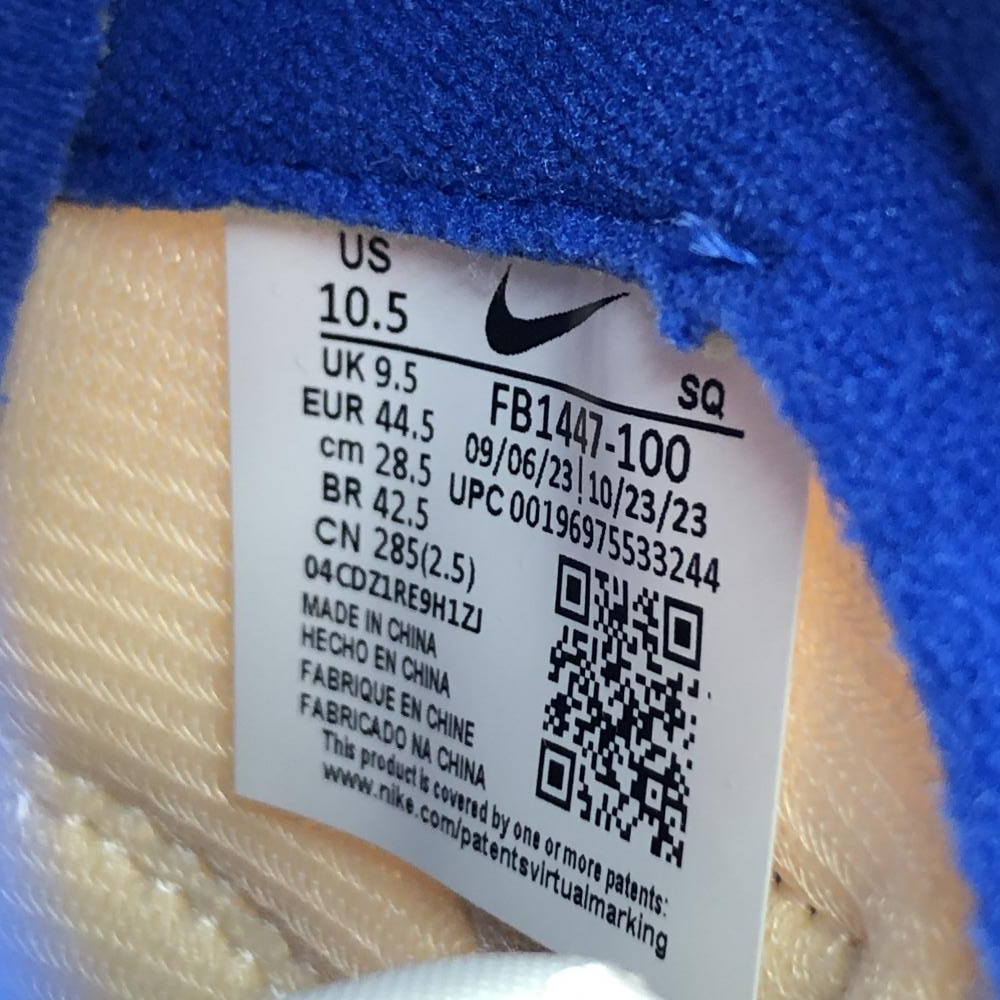 US
10.5
UK 9.5
EUR 44.5
cm 28.5
BR 42.5
CN 285(2.5)
04CDZ1RE9H1ZJ
MADE IN CHINA
HECHO EN CHINA
FABRIQUE EN CHINE
FABRICADO NA CHINA
This product is covered by one or more patents:
www.nike.com/patentsvirtualmarking
SQ
FB1447-100
09/06/23|10/23/23
UPC 00196975533244